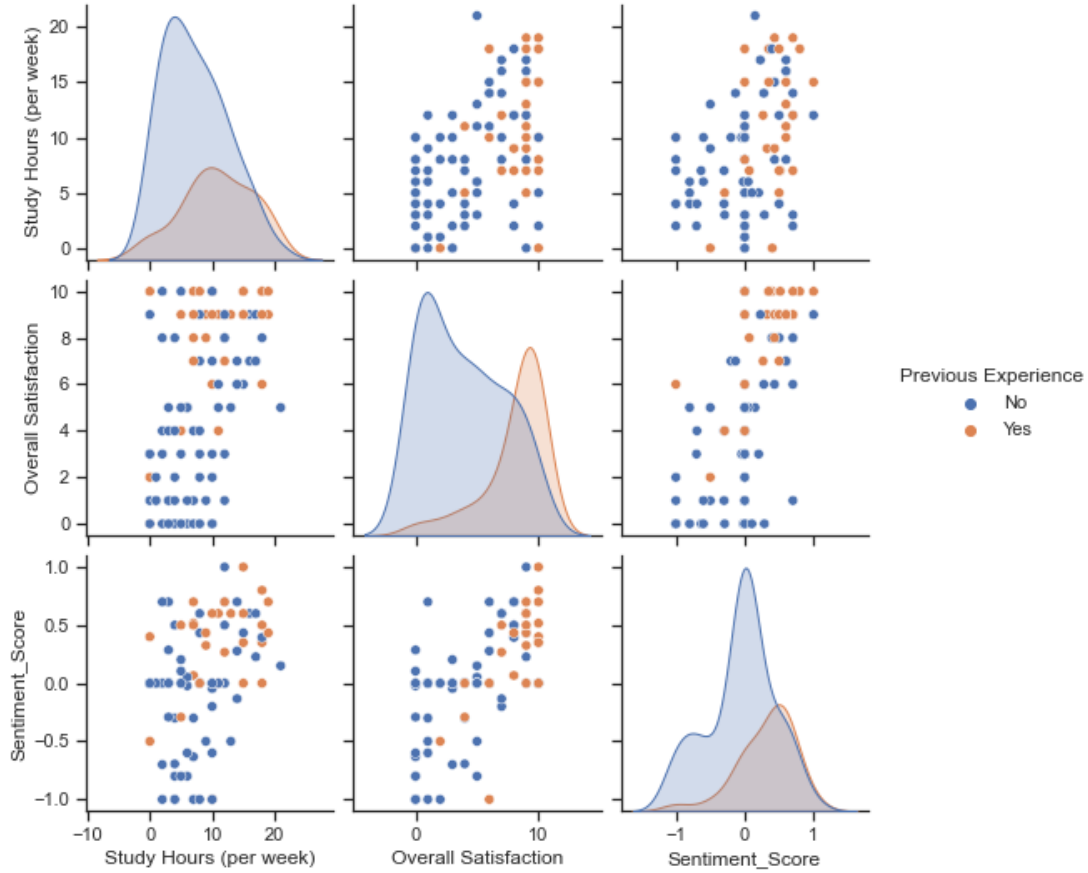 Study Hours (per week)
20
15
10
5
0
Overall Satisfaction
10
8
6
4
2
0
Previous Experience
No
Yes
Sentiment_Score
1.0
0.5
0.0
−0.5
−1.0
−10 0 10 20
0 10
−1 0 1
Study Hours (per week)
Overall Satisfaction
Sentiment_Score